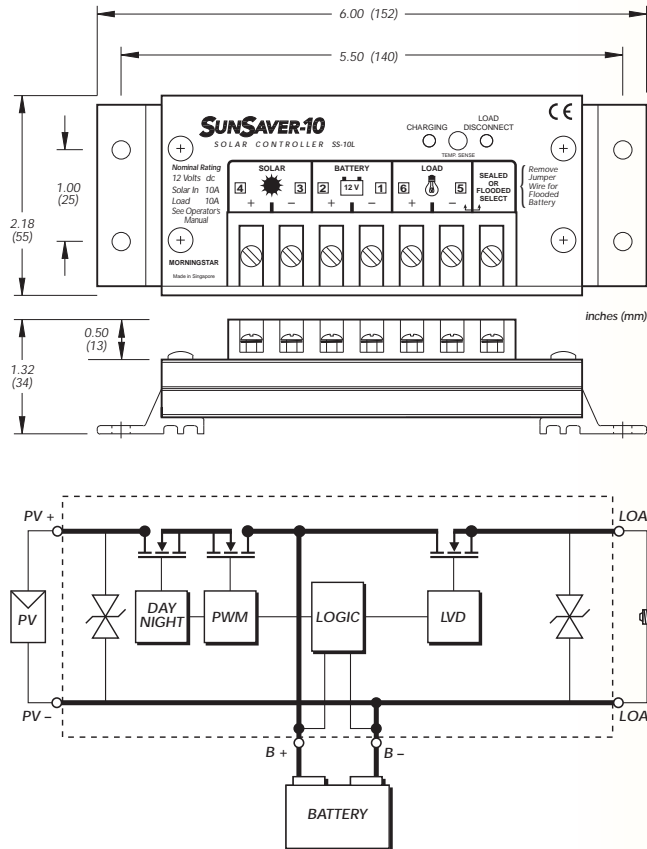 6.00 (152)
5.50 (140)
1.00
(25)
2.18
(55)
SUNSAVER-10
SOLAR CONTROLLER SS-10L
CHARGING
LOAD
DISCONNECT
TEMP. SENSE
CE
Nominal Rating
12 Volts dc
Solar In 10A
Load 10A
See Operator's
Manual
MORNINGSTAR
Made in Singapore
SOLAR
4 3
+ −
BATTERY
2 12 V 1
+ −
LOAD
6 5
+ −
SEALED
OR
FLOODED
SELECT
Remove
Jumper
Wire for
Flooded
Battery
inches (mm)
0.50
(13)
1.32
(34)
PV +
LOA
PV
DAY
NIGHT
PWM
LOGIC
LVD
PV −
LOA
B +
B −
BATTERY